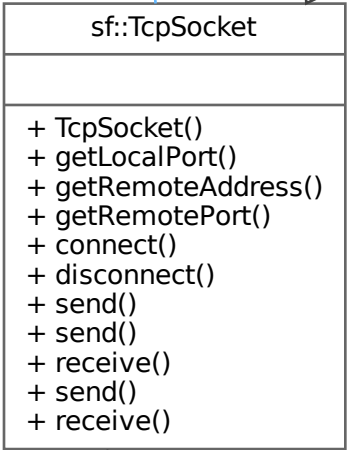 sf::TcpSocket
+ TcpSocket()
+ getLocalPort()
+ getRemoteAddress()
+ getRemotePort()
+ connect()
+ disconnect()
+ send()
+ send()
+ receive()
+ send()
+ receive()